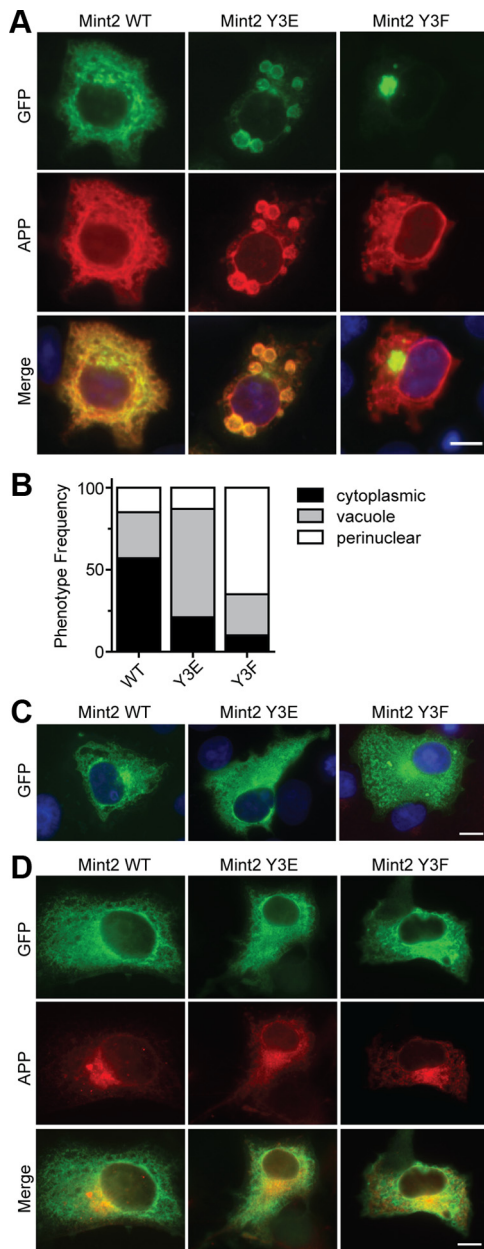 A
Mint2 WT Mint2 Y3E Mint2 Y3F
GFP
APP
Merge
B
Phenotype Frequency
100
50
0
WT Y3E Y3F
cytoplasmic
vacuole
perinuclear
C
Mint2 WT Mint2 Y3E Mint2 Y3F
GFP
D
Mint2 WT Mint2 Y3E Mint2 Y3F
GFP
APP
Merge